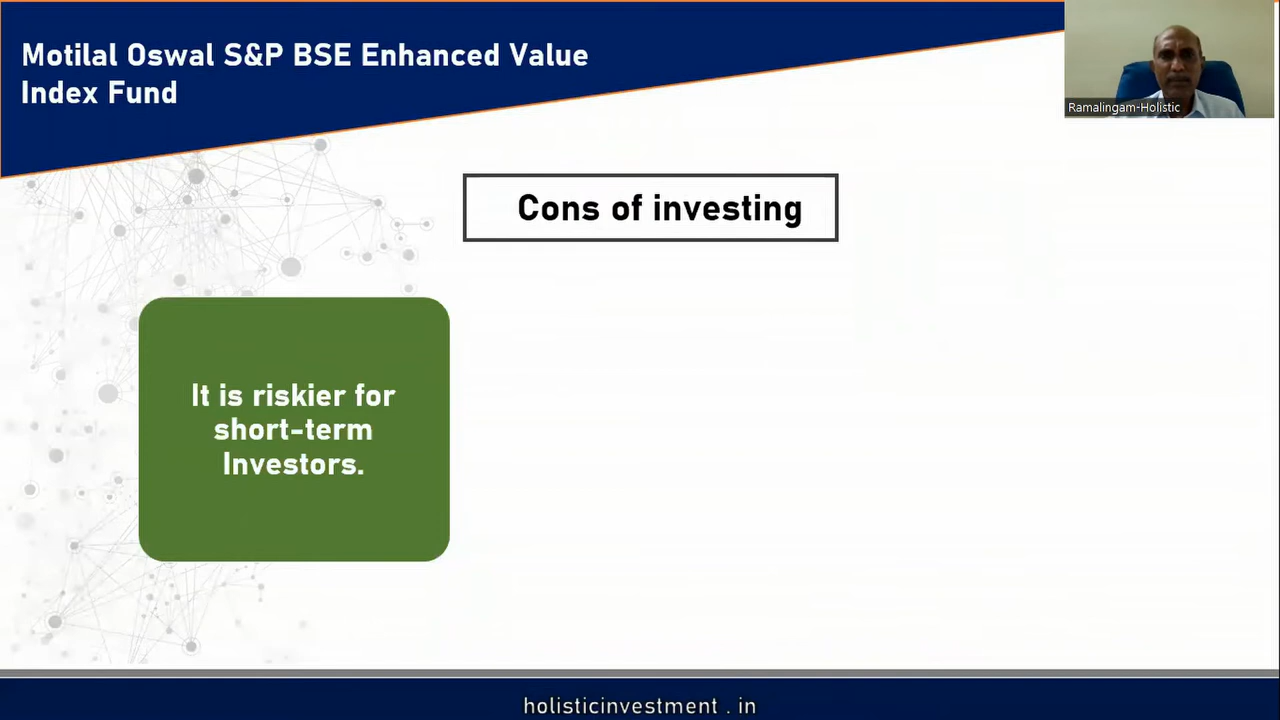 Motilal Oswal S&P BSE Enhanced Value
Index Fund
Ramalingam-Holistic
Cons of investing
It is riskier for
short-term
Investors.
holisticinvestment . in